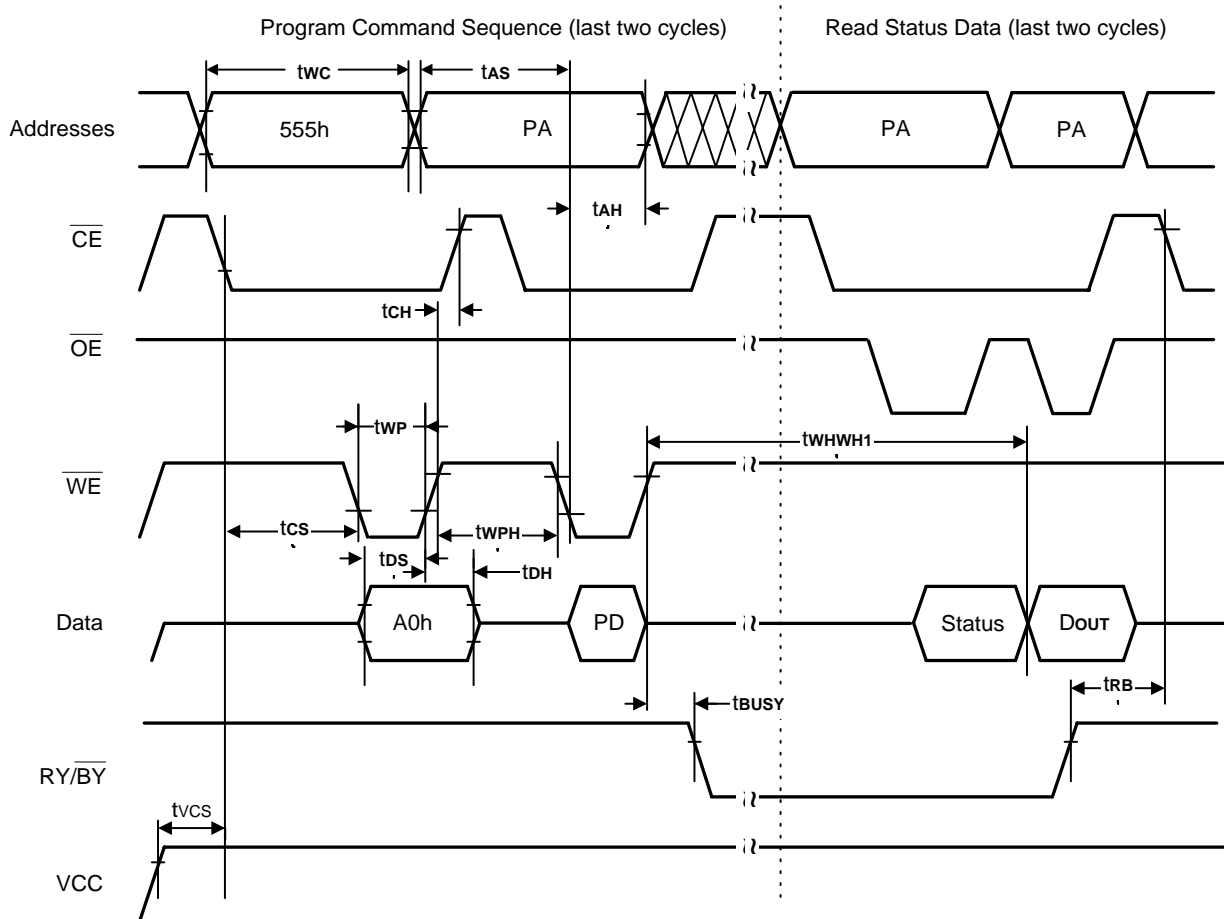 Program Command Sequence (last two cycles)
Read Status Data (last two cycles)
tWC
tAS
Addresses
555h
PA
PA
PA
tAH
CE
tCH
OE
tWP
tWHWH1
WE
tCS
tWPH
tDS
tDH
Data
A0h
PD
Status
DOUT
tRB
tBUSY
RY/BY
tVCS
VCC